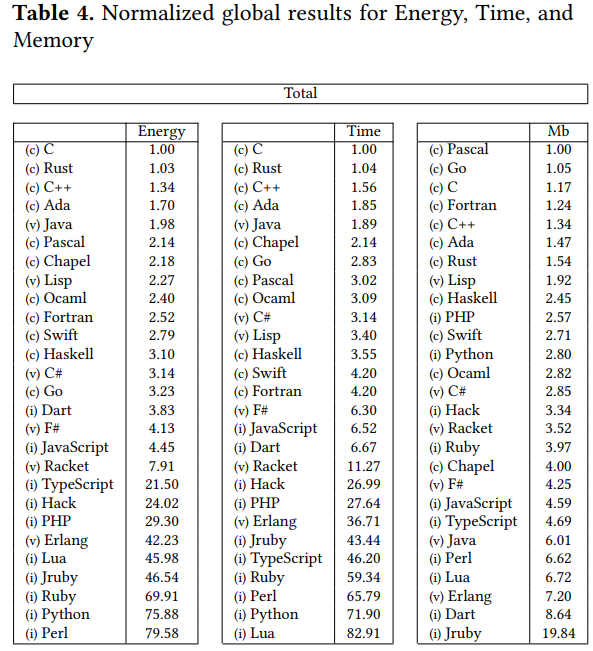 Table 4. Normalized global results for Energy, Time, and
Memory
Total
Energy
(c) C 1.00
(c) Rust 1.03
(c) C++ 1.34
(c) Ada 1.70
(v) Java 1.98
(c) Pascal 2.14
(c) Chapel 2.18
(v) Lisp 2.27
(c) Ocaml 2.40
(c) Fortran 2.52
(c) Swift 2.79
(c) Haskell 3.10
(v) C# 3.14
(c) Go 3.23
(i) Dart 3.83
(v) F# 4.13
(i) JavaScript 4.45
(v) Racket 7.91
(i) TypeScript 21.50
(i) Hack 24.02
(i) PHP 29.30
(v) Erlang 42.23
(i) Lua 45.98
(i) Jruby 46.54
(i) Ruby 69.91
(i) Python 75.88
(i) Perl 79.58
Time
(c) C 1.00
(c) Rust 1.04
(c) C++ 1.56
(c) Ada 1.85
(v) Java 1.89
(c) Chapel 2.14
(c) Go 2.83
(c) Pascal 3.02
(c) Ocaml 3.09
(v) C# 3.14
(v) Lisp 3.40
(c) Haskell 3.55
(c) Swift 4.20
(c) Fortran 4.20
(v) F# 6.30
(i) JavaScript 6.52
(i) Dart 6.67
(v) Racket 11.27
(i) Hack 26.99
(i) PHP 27.64
(v) Erlang 36.71
(i) Jruby 43.44
(i) TypeScript 46.20
(i) Ruby 59.34
(i) Perl 65.79
(i) Python 71.90
(i) Lua 82.91
Mb
(c) Pascal 1.00
(c) Go 1.05
(c) C 1.17
(c) Fortran 1.24
(c) C++ 1.34
(c) Ada 1.47
(c) Rust 1.54
(v) Lisp 1.92
(c) Haskell 2.45
(i) PHP 2.57
(c) Swift 2.71
(i) Python 2.80
(c) Ocaml 2.82
(v) C# 2.85
(i) Hack 3.34
(v) Racket 3.52
(i) Ruby 3.97
(c) Chapel 4.00
(v) F# 4.25
(i) JavaScript 4.59
(i) TypeScript 4.69
(v) Java 6.01
(i) Perl 6.62
(i) Lua 6.72
(v) Erlang 7.20
(i) Dart 8.64
(i) Jruby 19.84